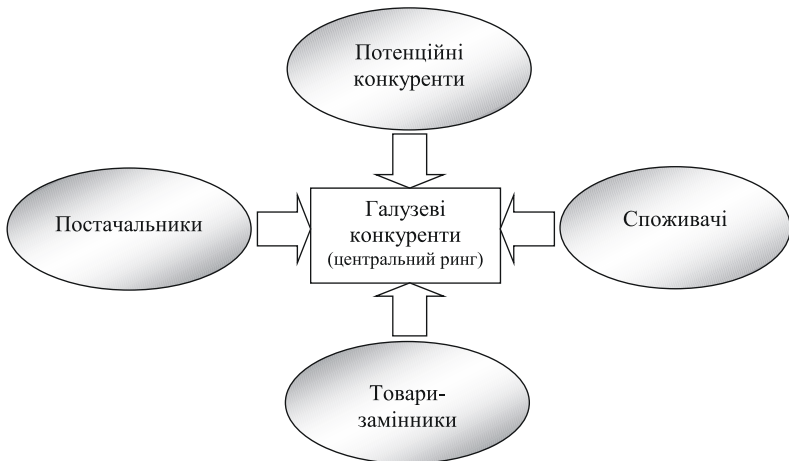 Потенційні
конкуренти
Постачальники
Галузеві
конкуренти
(центральний ринг)
Споживачі
Товари-
замінники